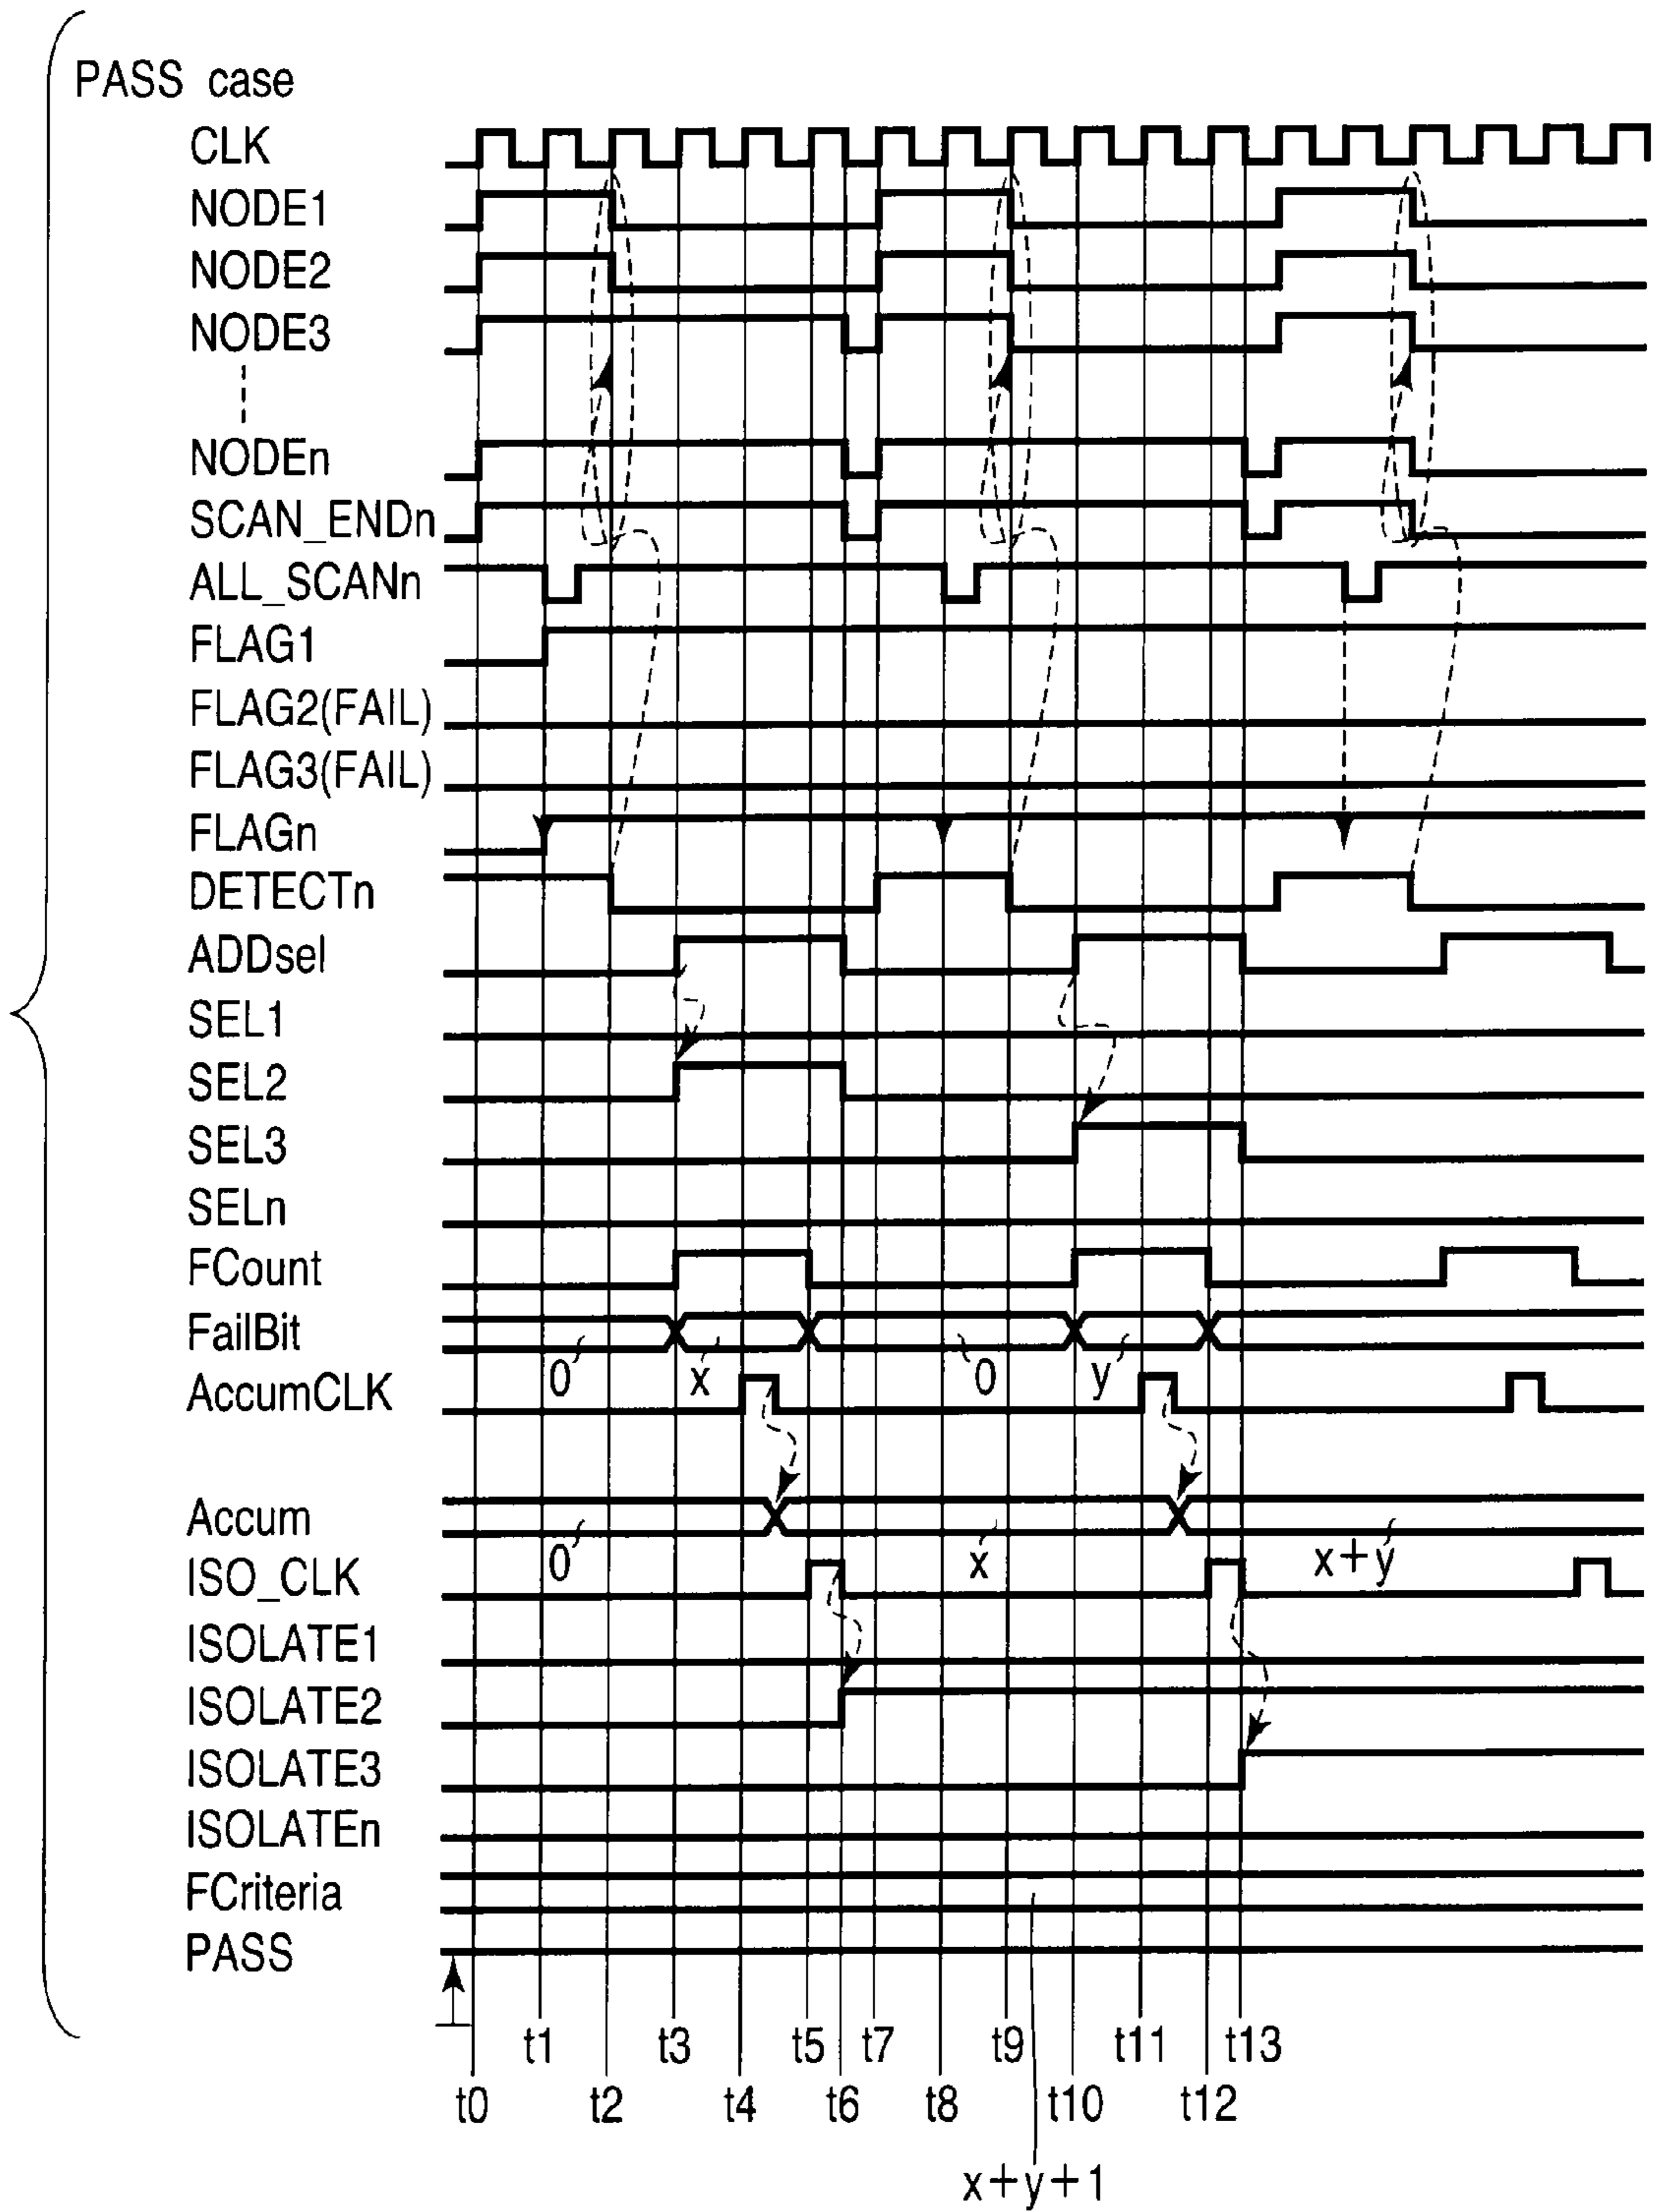 PASS case
CLK
NODE1
NODE2
NODE3
NODEn
SCAN_ENDn
ALL_SCANn
FLAG1
FLAG2(FAIL)
FLAG3(FAIL)
FLAGn
DETECTn
ADDsel
SEL1
SEL2
SEL3
SELn
FCount
FailBit
0 x 0 y
AccumCLK
Accum
0 x x+y
ISO_CLK
ISOLATE1
ISOLATE2
ISOLATE3
ISOLATEn
FCriteria
PASS
t1 t3 t5 t7 t9 t11 t13
t0 t2 t4 t6 t8 t10 t12
x+y+1